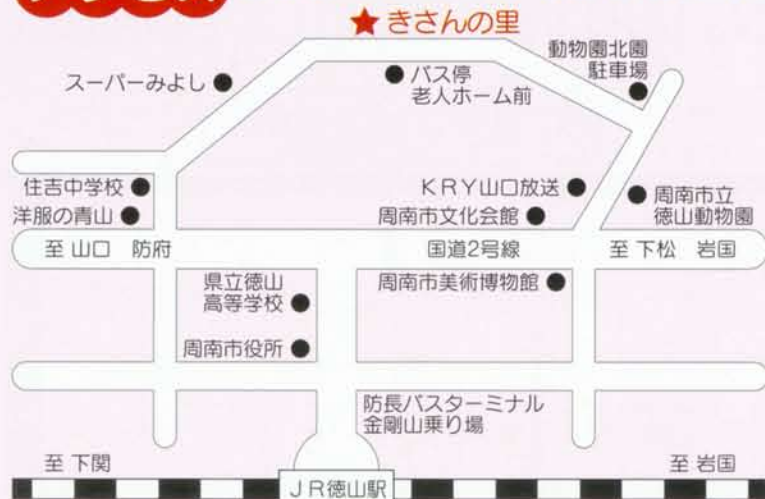 ★ きさんの里
動物園北園
駐車場
スーパーみよし
バス停
老人ホーム前
住吉中学校
洋服の青山
KRY山口放送
周南市文化会館
周南市立
徳山動物園
至 山口 防府
国道2号線
至 下松 岩国
県立徳山
高等学校
周南市美術博物館
周南市役所
防長バスターミナル
金剛山乗り場
至 下関
至 岩国
JR徳山駅